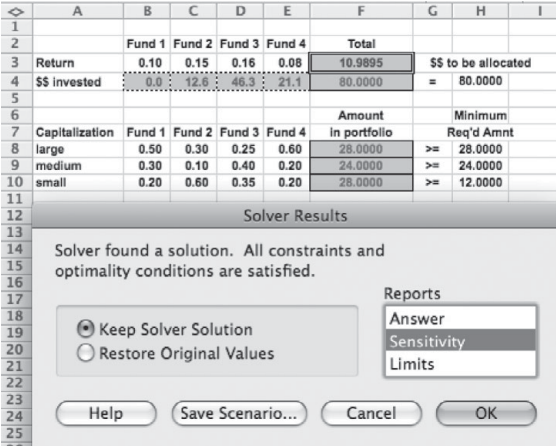 A B C D E F G H I
1
2 Fund 1 Fund 2 Fund 3 Fund 4 Total
3 Return 0.10 0.15 0.16 0.08 10.9895 $$ to be allocated
4 $$ invested 0.0 12.6 46.3 21.1 80.0000 = 80.0000
5
6 Amount Minimum
7 Capitalization Fund 1 Fund 2 Fund 3 Fund 4 in portfolio Req'd Amnt
8 large 0.50 0.30 0.25 0.60 28.0000 >= 28.0000
9 medium 0.30 0.10 0.40 0.20 24.0000 >= 24.0000
10 small 0.20 0.60 0.35 0.20 28.0000 >= 12.0000
11
12 Solver Results
13
14 Solver found a solution. All constraints and
15 optimality conditions are satisfied.
16
17 Reports
18 Answer
19 Keep Solver Solution
20 Restore Original Values Sensitivity
21 Limits
22
23
24 Help Save Scenario... Cancel OK
25